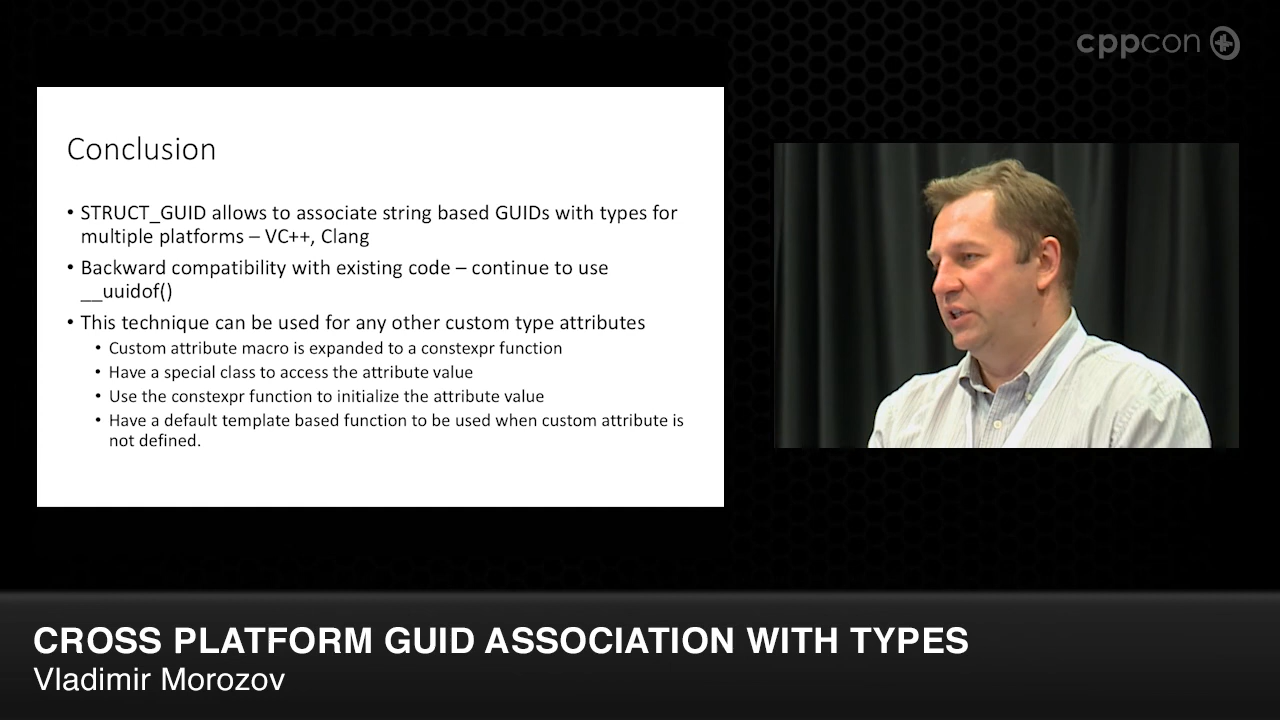 cppcon
Conclusion
• STRUCT_GUID allows to associate string based GUIDs with types for
multiple platforms – VC++, Clang
• Backward compatibility with existing code – continue to use
__uuidof()
• This technique can be used for any other custom type attributes
• Custom attribute macro is expanded to a constexpr function
• Have a special class to access the attribute value
• Use the constexpr function to initialize the attribute value
• Have a default template based function to be used when custom attribute is
not defined.
CROSS PLATFORM GUID ASSOCIATION WITH TYPES
Vladimir Morozov